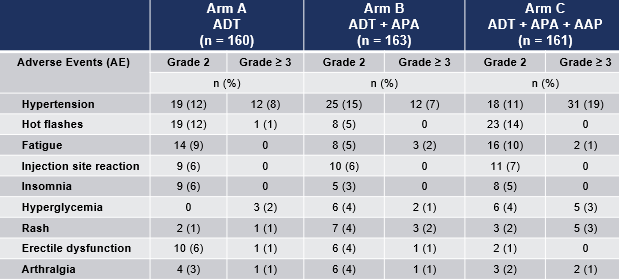 Arm A Arm B Arm C
ADT ADT + APA ADT + APA + AAP
(n = 160) (n = 163) (n = 161)
Adverse Events (AE) Grade 2 Grade ≥ 3 Grade 2 Grade ≥ 3 Grade 2 Grade ≥ 3
n (%) n (%) n (%)
Hypertension 19 (12) 12 (8) 25 (15) 12 (7) 18 (11) 31 (19)
Hot flashes 19 (12) 1 (1) 8 (5) 0 23 (14) 0
Fatigue 14 (9) 0 8 (5) 3 (2) 16 (10) 2 (1)
Injection site reaction 9 (6) 0 10 (6) 0 11 (7) 0
Insomnia 9 (6) 0 5 (3) 0 8 (5) 0
Hyperglycemia 0 3 (2) 6 (4) 2 (1) 6 (4) 5 (3)
Rash 2 (1) 1 (1) 7 (4) 3 (2) 3 (2) 5 (3)
Erectile dysfunction 10 (6) 1 (1) 6 (4) 1 (1) 2 (1) 0
Arthralgia 4 (3) 1 (1) 6 (4) 1 (1) 3 (2) 2 (1)